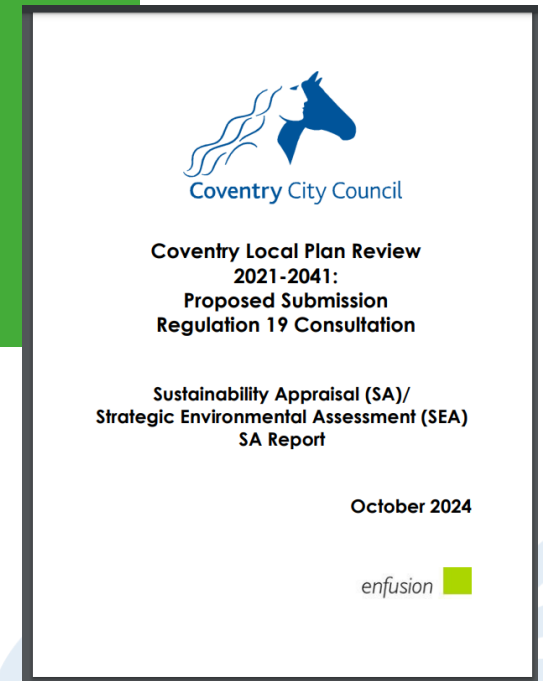 Coventry City Council
Coventry Local Plan Review
2021-2041:
Proposed Submission
Regulation 19 Consultation
Sustainability Appraisal (SA)/
Strategic Environmental Assessment (SEA)
SA Report
October 2024
enfusion